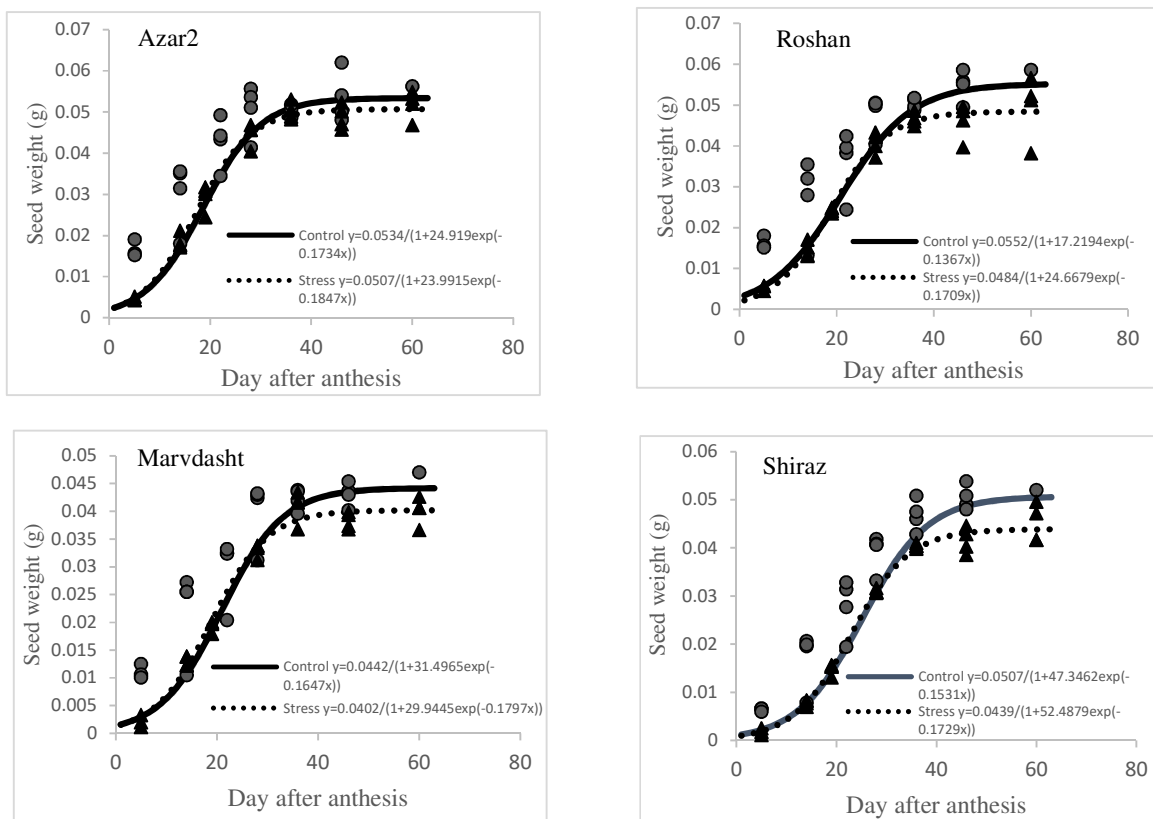 Azar2
0.07
0.06
0.05
0.04
0.03
0.02
0.01
0
Seed weight (g)
Control y=0.0534/(1+24.919exp(-
0.1734x))
Stress y=0.0507/(1+23.9915exp(-
0.1847x))
0 20 40 60 80
Day after anthesis
Roshan
0.07
0.06
0.05
0.04
0.03
0.02
0.01
0
Seed weight (g)
Control y=0.0552/(1+17.2194exp(-
0.1367x))
Stress y=0.0484/(1+24.6679exp(-
0.1709x))
0 20 40 60 80
Day after anthesis
Marvdasht
0.05
0.045
0.04
0.035
0.03
0.025
0.02
0.015
0.01
0.005
0
Seed weight (g)
Control y=0.0442/(1+31.4965exp(-
0.1647x))
Stress y=0.0402/(1+29.9445exp(-0.1797x))
0 20 40 60 80
Day after anthesis
Shiraz
0.06
0.05
0.04
0.03
0.02
0.01
0
Seed weight (g)
Control y=0.0507/(1+47.3462exp(-
0.1531x))
Stress y=0.0439/(1+52.4879exp(-
0.1729x))
0 20 40 60 80
Day after anthesis